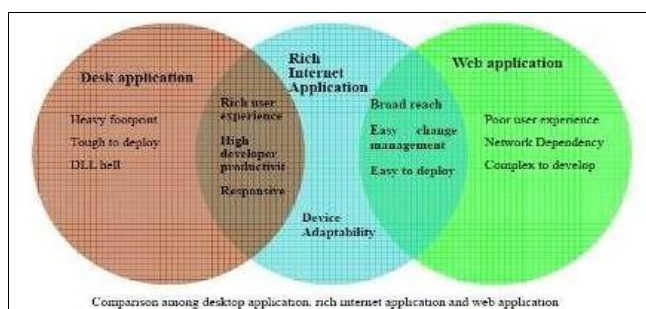 Desk application
Heavy footpont
Tough to deploy
DLL hell
Rich user
experience
High
developer
productivit
Responsive
Rich
Internet
Application
Device
Adaptability
Broad reach
Easy change
management
Easy to deploy
Web application
Poor user experience
Network Dependency
Complex to develop
Comparison among desktop application, rich internet application and web application